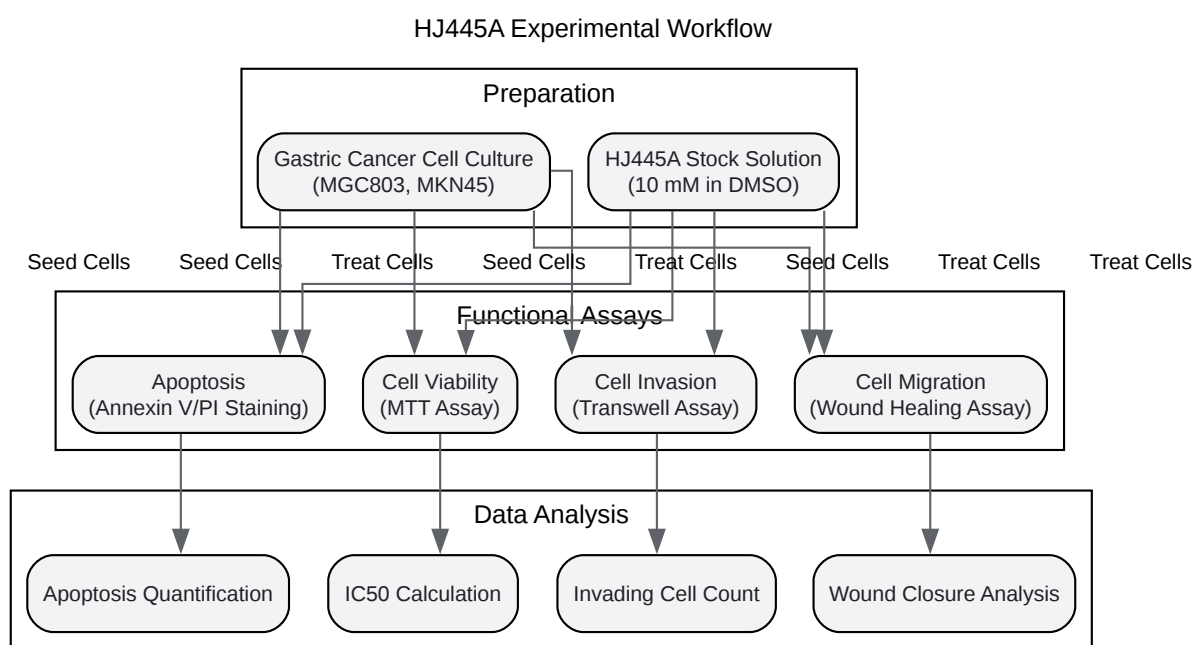 HJ445A Experimental Workflow
Preparation
Gastric Cancer Cell Culture
(MGC803, MKN45)
HJ445A Stock Solution
(10 mM in DMSO)
Seed Cells
Seed Cells
Treat Cells
Seed Cells
Treat Cells
Seed Cells
Treat Cells
Treat Cells
Functional Assays
Apoptosis
(Annexin V/PI Staining)
Cell Viability
(MTT Assay)
Cell Invasion
(Transwell Assay)
Cell Migration
(Wound Healing Assay)
Data Analysis
Apoptosis Quantification
IC50 Calculation
Invading Cell Count
Wound Closure Analysis